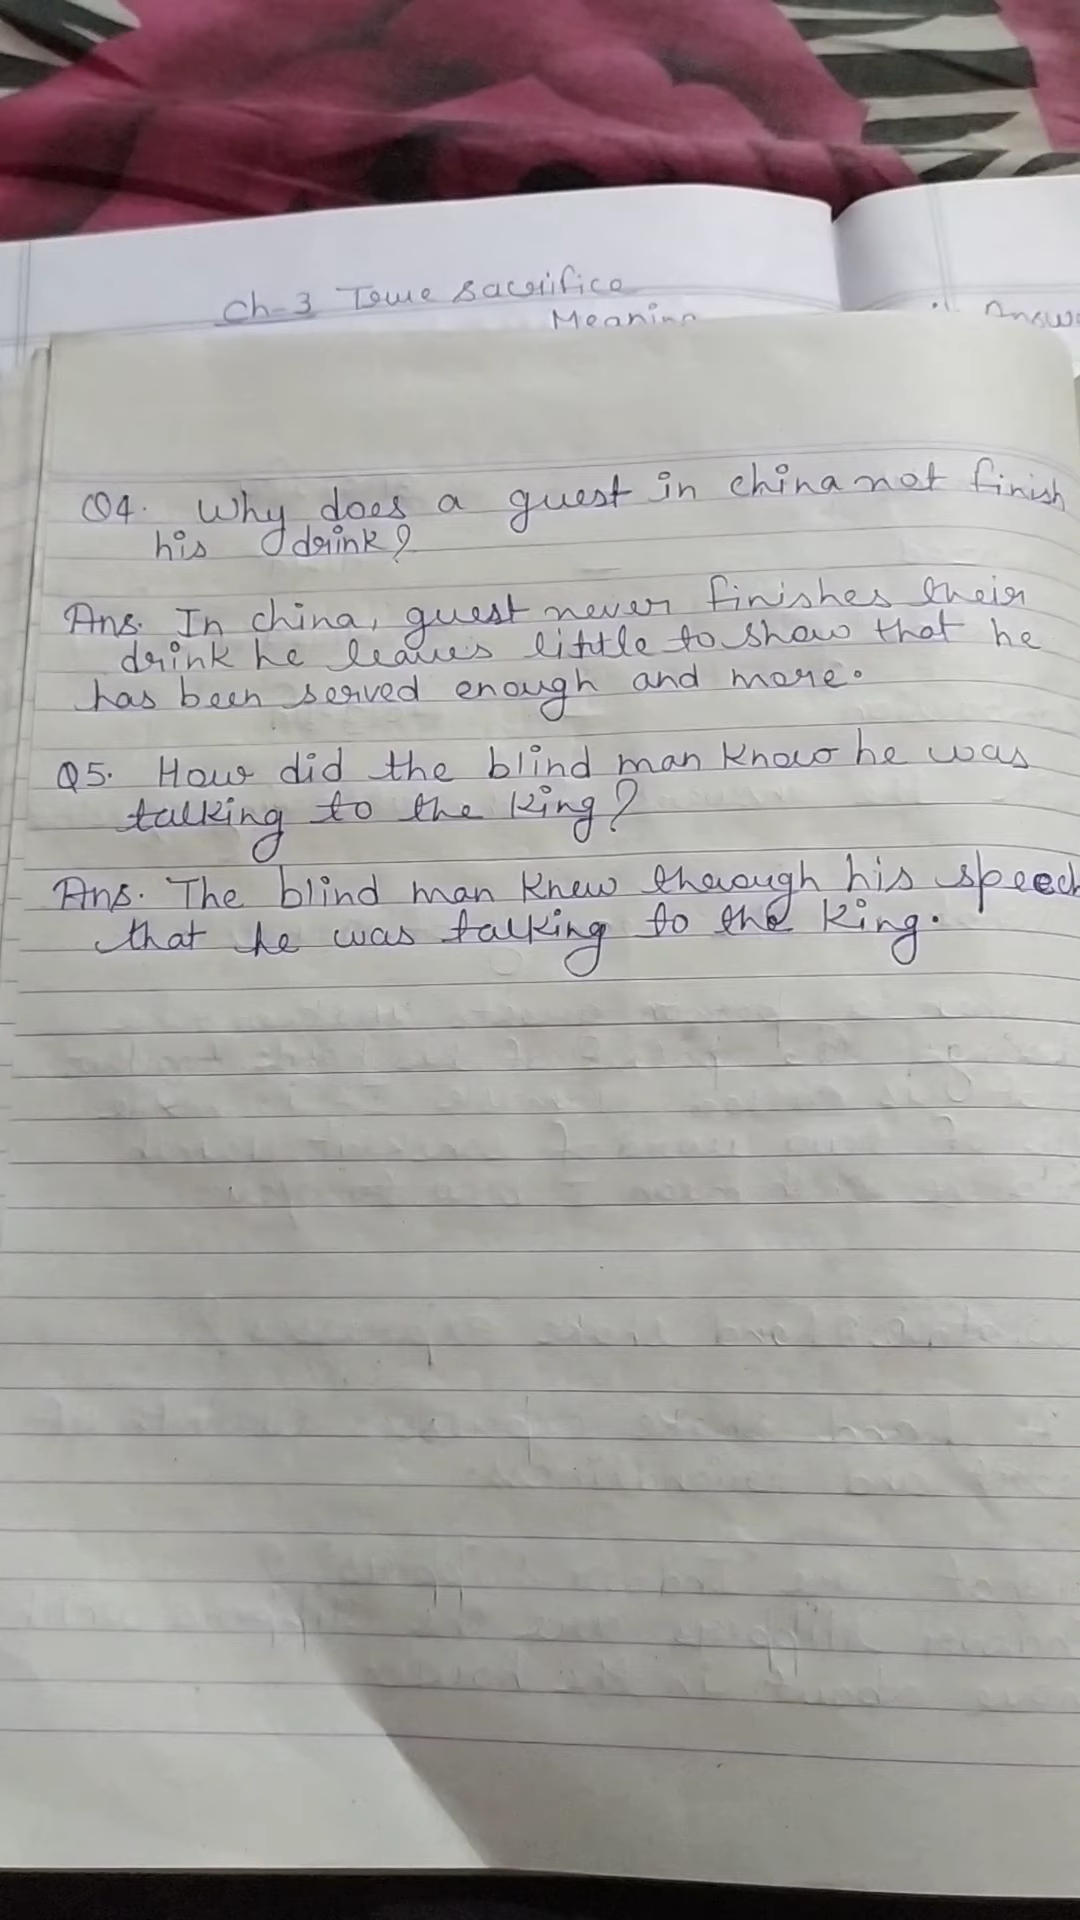 Ch-3 True Sacrifice
Meaning
Answ
Q4. Why does a guest in china not finish
his drink?
Ans. In china, guest never finishes their
drink he leaves little to show that he
has been served enough and more.
Q5. How did the blind man know he was
talking to the king?
Ans. The blind man knew through his speech
that he was talking to the king.